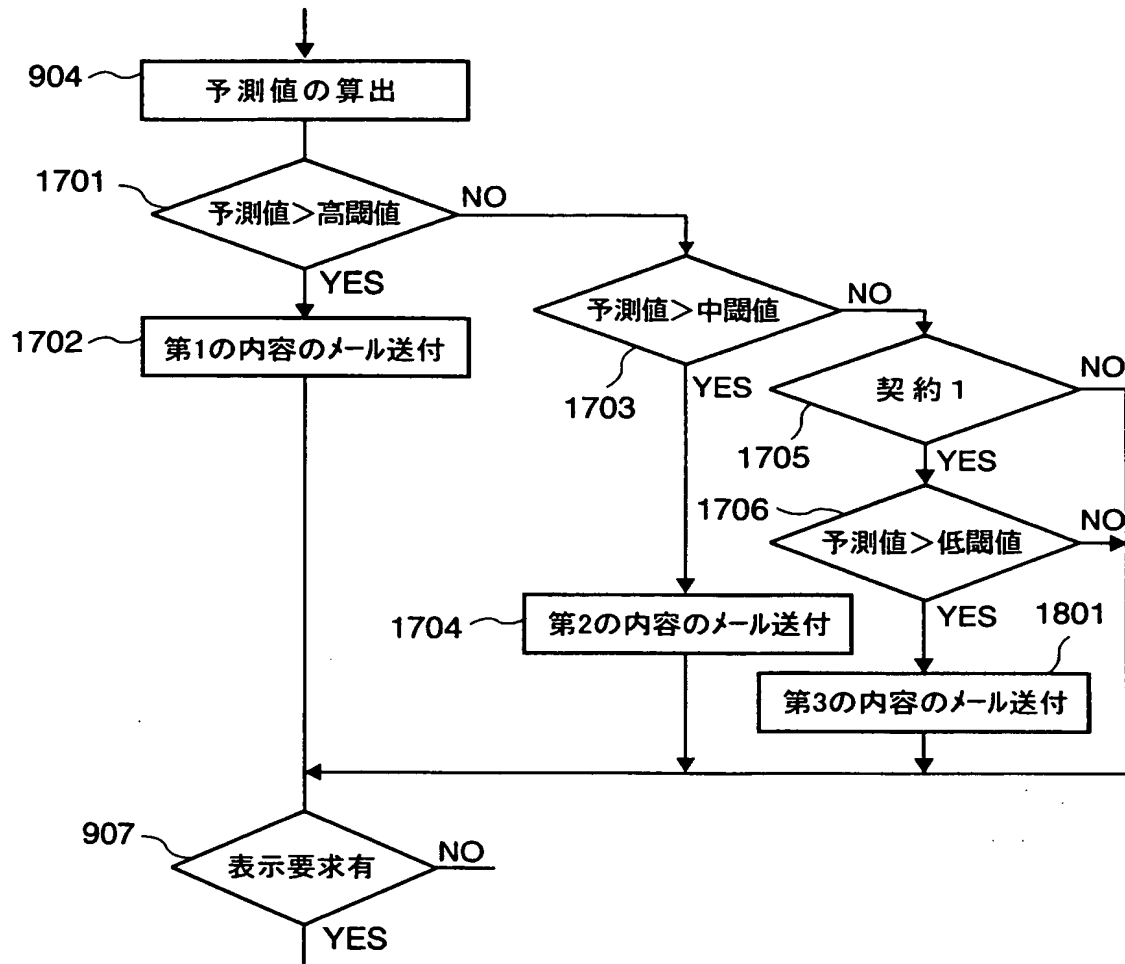 904
予測値の算出
1701
予測値>高閾値
NO
YES
1702
第1の内容のメール送付
予測値>中閾値
NO
1703
YES
契約1
NO
1705
YES
1706
予測値>低閾値
NO
YES
1704
第2の内容のメール送付
1801
第3の内容のメール送付
907
表示要求有
NO
YES